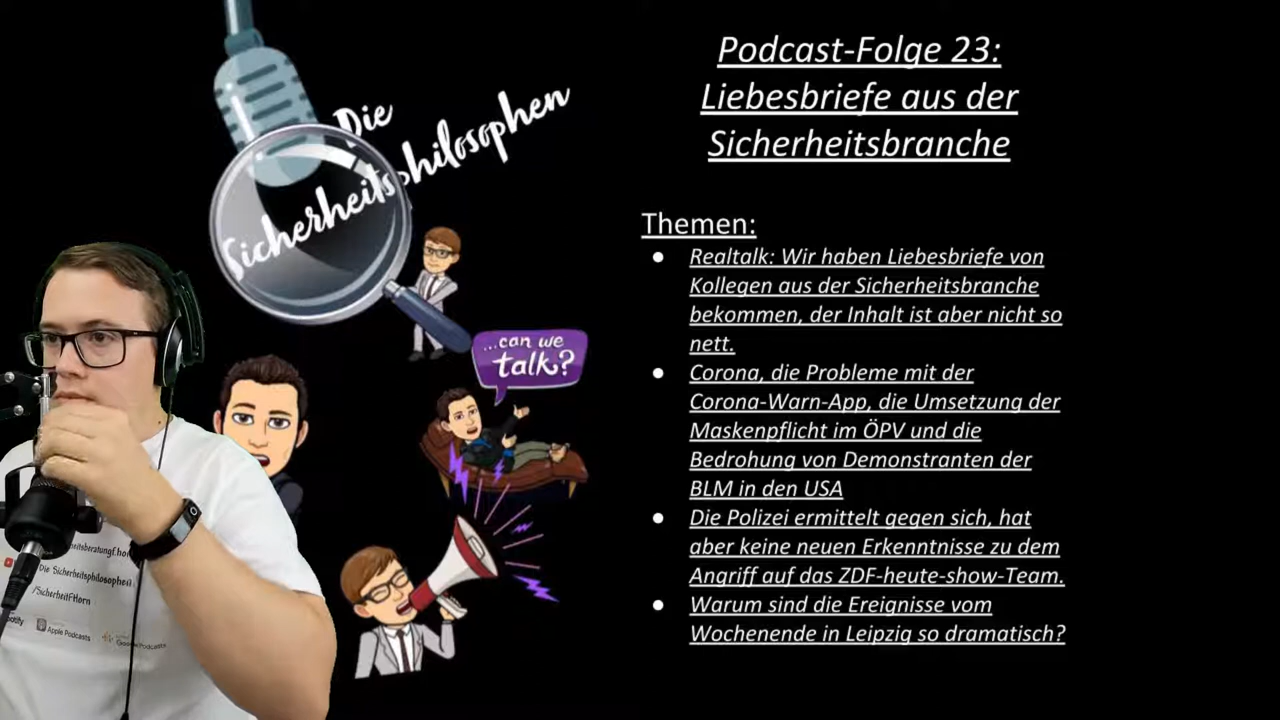 Die
Sicherheitsphilosophen
...can we
talk?
Podcast-Folge 23:
Liebesbriefe aus der
Sicherheitsbranche
Themen:
● Realtalk: Wir haben Liebesbriefe von
Kollegen aus der Sicherheitsbranche
bekommen, der Inhalt ist aber nicht so
nett.
● Corona, die Probleme mit der
Corona-Warn-App, die Umsetzung der
Maskenpflicht im ÖPV und die
Bedrohung von Demonstranten der
BLM in den USA
● Die Polizei ermittelt gegen sich, hat
aber keine neuen Erkenntnisse zu dem
Angriff auf das ZDF-heute-show-Team.
● Warum sind die Ereignisse vom
Wochenende in Leipzig so dramatisch?
Die Sicherheitsphilosophen
/SicherheitFHorn
Apple Podcasts
Podcasts